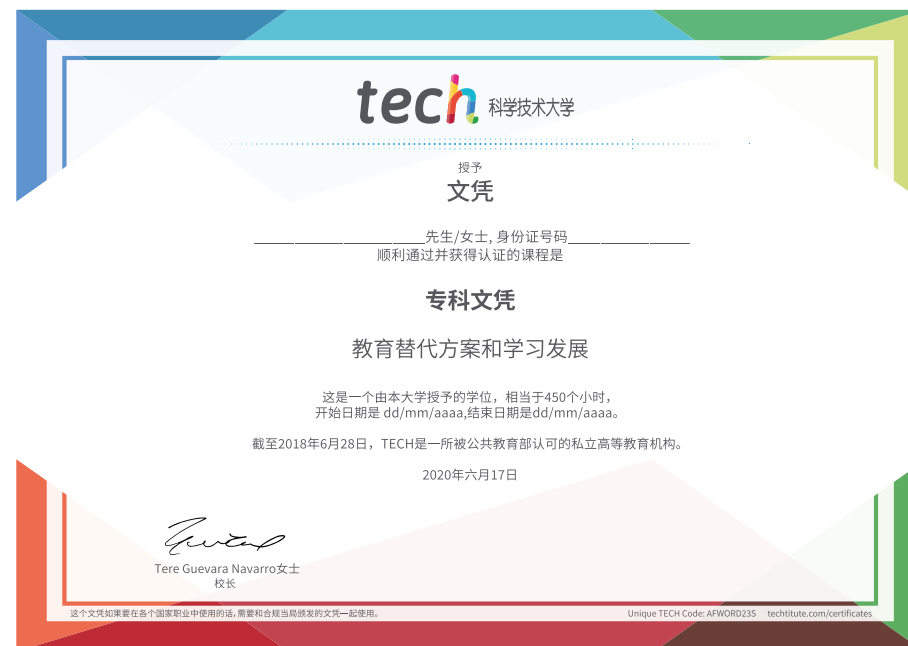 tech 科学技术大学
授予
文凭
______________________先生/女士, 身份证号码_______________
顺利通过并获得认证的课程是
专科文凭
教育替代方案和学习发展
这是一个由本大学授予的学位，相当于450个小时，
开始日期是 dd/mm/aaaa,结束日期是dd/mm/aaaa。
截至2018年6月28日，TECH是一所被公共教育部认可的私立高等教育机构。
2020年六月17日
Tere Guevara Navarro女士
校长
这个文凭如果要在各个国家职业中使用的话,需要和合规当局颁发的文凭一起使用。
Unique TECH Code: AFWORD23S techtitute.com/certificates